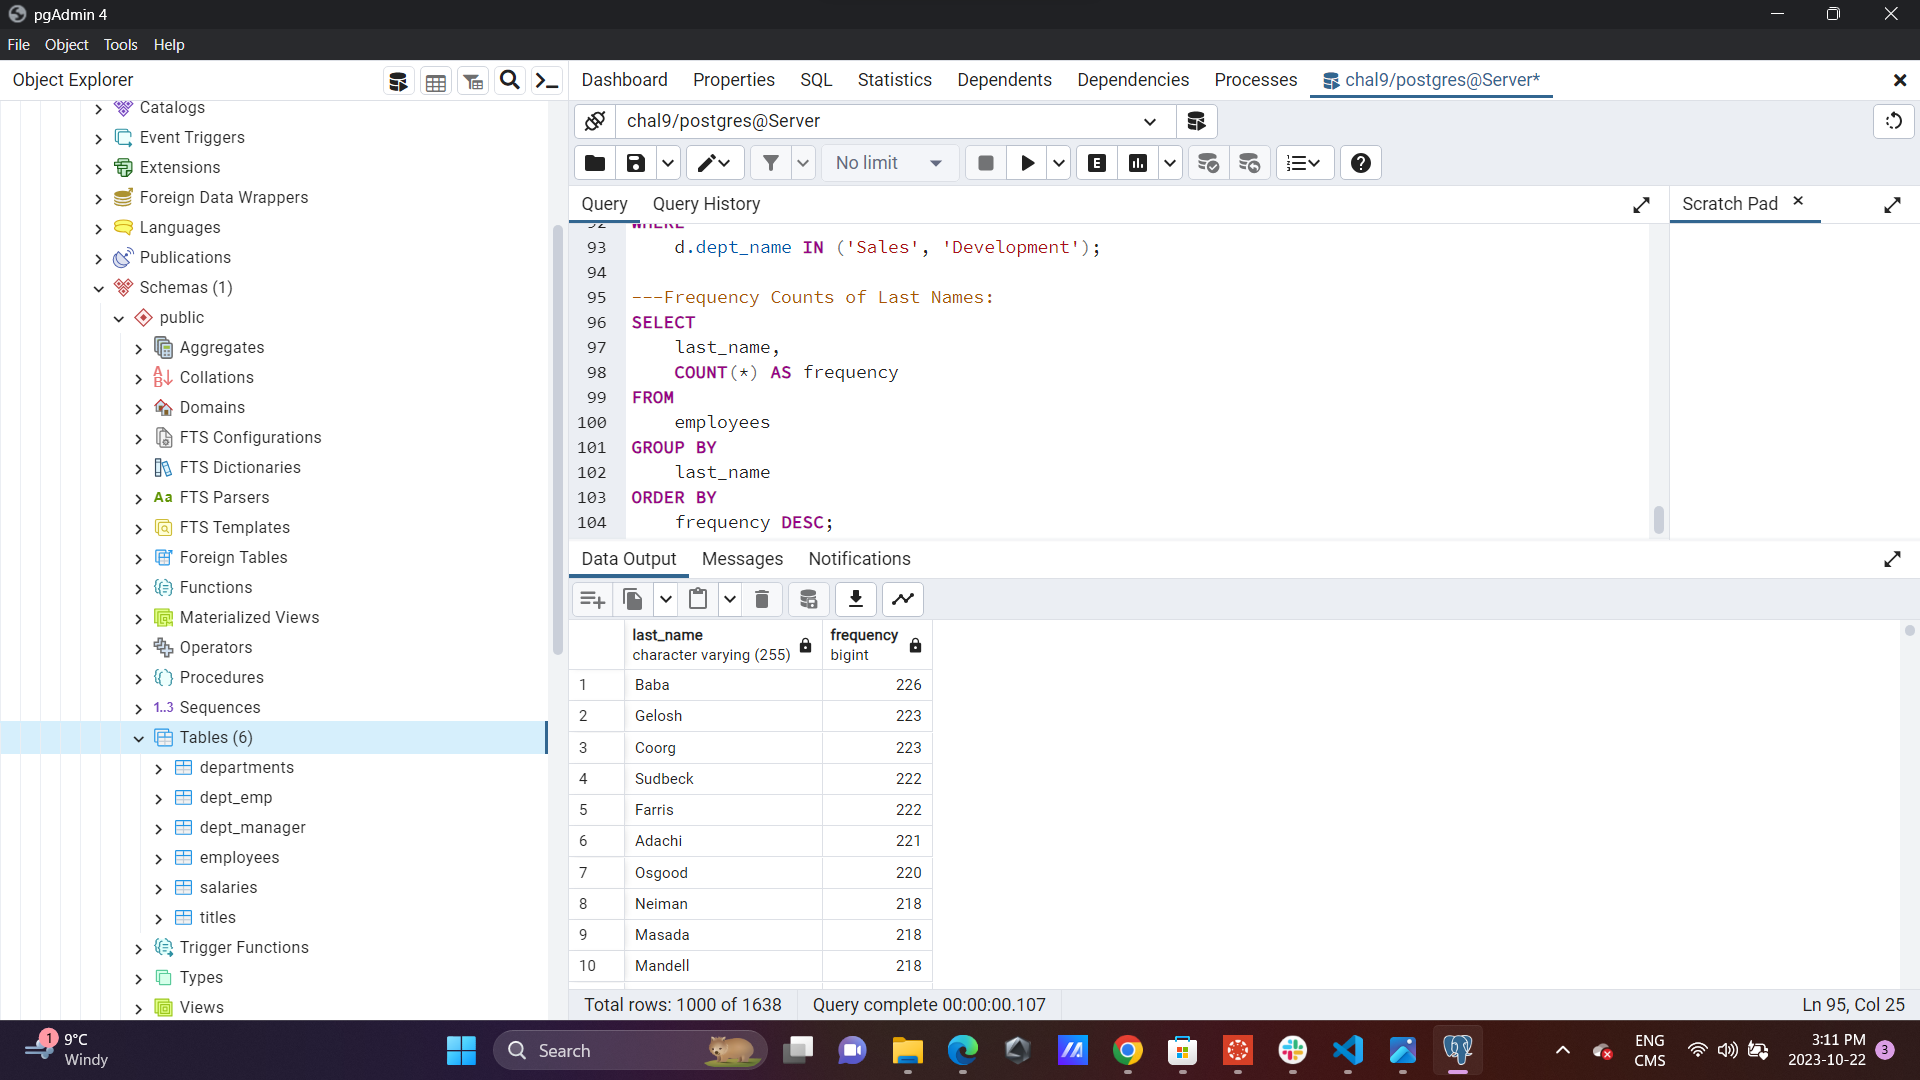 pgAdmin 4
File Object Tools Help
Object Explorer
Dashboard Properties SQL Statistics Dependents Dependencies Processes chal9/postgres@Server*
Catalogs
Event Triggers
Extensions
Foreign Data Wrappers
Languages
Publications
Schemas (1)
public
Aggregates
Collations
Domains
FTS Configurations
FTS Dictionaries
Aa FTS Parsers
FTS Templates
Foreign Tables
Functions
Materialized Views
Operators
Procedures
1..3 Sequences
Tables (6)
departments
dept_emp
dept_manager
employees
salaries
titles
Trigger Functions
Types
Views
chal9/postgres@Server
No limit
E
Query Query History
Scratch Pad
92 WHERE
93 d.dept_name IN ('Sales', 'Development');
94
95 ---Frequency Counts of Last Names:
96 SELECT
97 last_name,
98 COUNT(*) AS frequency
99 FROM
100 employees
101 GROUP BY
102 last_name
103 ORDER BY
104 frequency DESC;
Data Output Messages Notifications
last_name frequency
character varying (255) bigint
1 Baba 226
2 Gelosh 223
3 Coorg 223
4 Sudbeck 222
5 Farris 222
6 Adachi 221
7 Osgood 220
8 Neiman 218
9 Masada 218
10 Mandell 218
Total rows: 1000 of 1638 Query complete 00:00:00.107 Ln 95, Col 25
1 9°C
Windy
Search
ENG
CMS
3:11 PM
2023-10-22
3